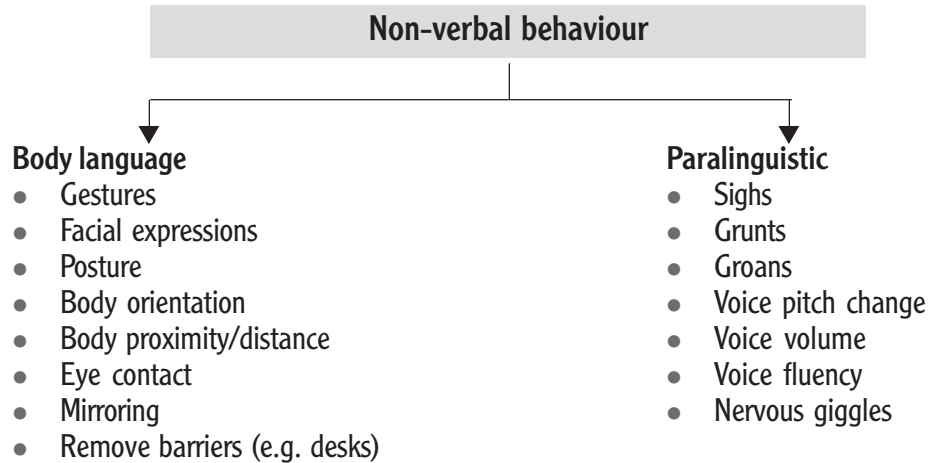 Non-verbal behaviour
Body language
● Gestures
● Facial expressions
● Posture
● Body orientation
● Body proximity/distance
● Eye contact
● Mirroring
● Remove barriers (e.g. desks)
Paralinguistic
● Sighs
● Grunts
● Groans
● Voice pitch change
● Voice volume
● Voice fluency
● Nervous giggles